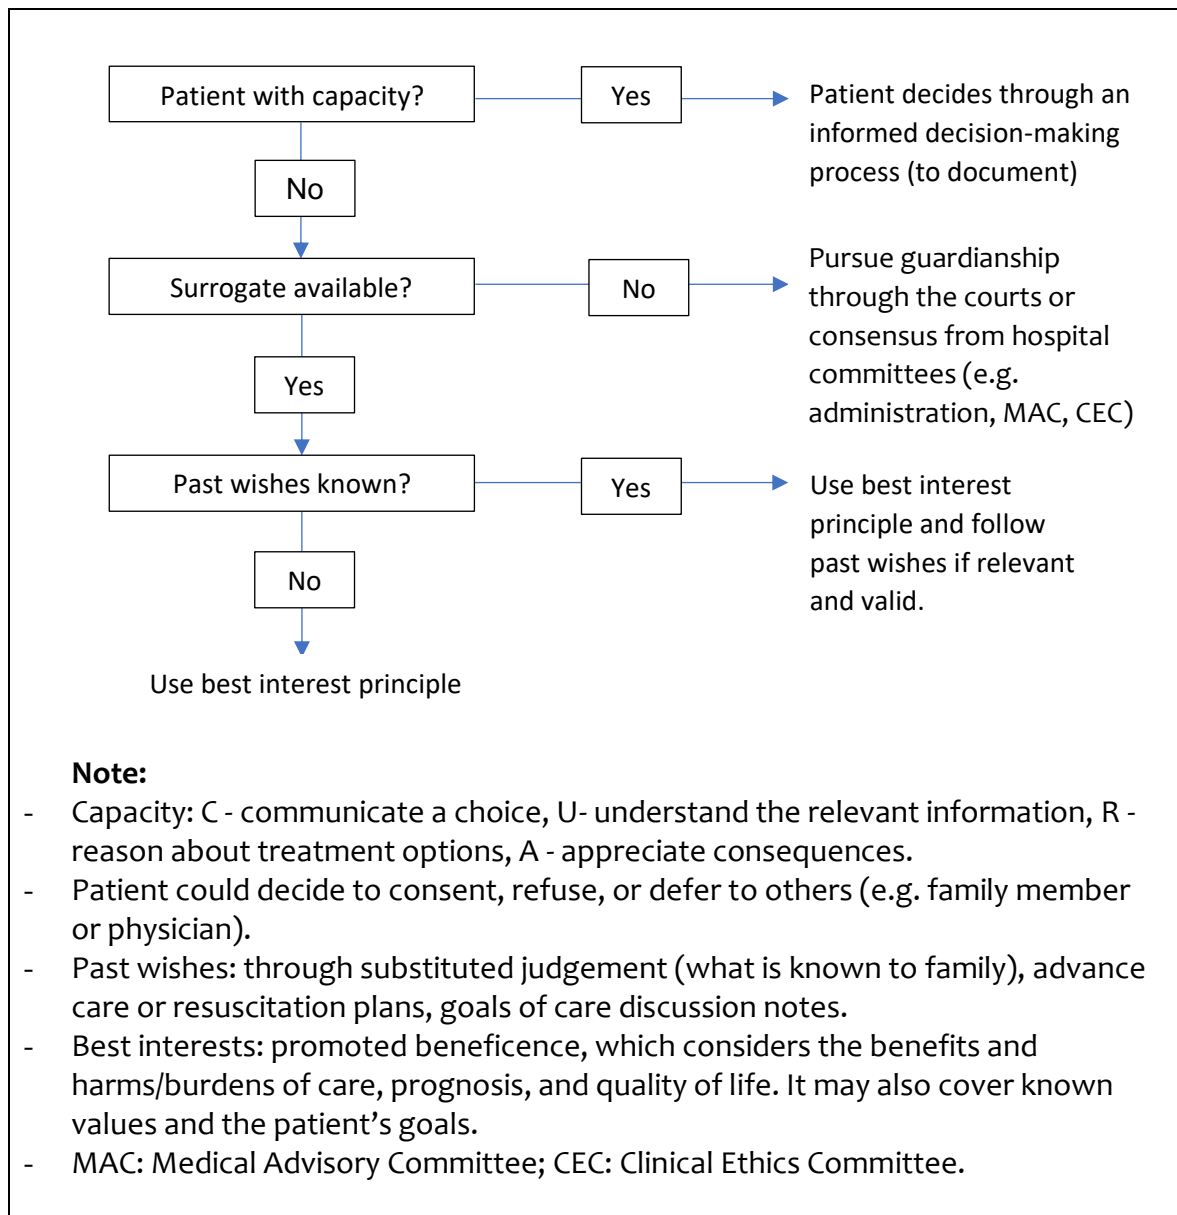 Patient with capacity?
Yes
Patient decides through an
informed decision-making
process (to document)
No
Surrogate available?
No
Pursue guardianship
through the courts or
consensus from hospital
committees (e.g.
administration, MAC, CEC)
Yes
Past wishes known?
Yes
Use best interest
principle and follow
past wishes if relevant
and valid.
No
Use best interest principle
Note:
- Capacity: C - communicate a choice, U- understand the relevant information, R -
reason about treatment options, A - appreciate consequences.
- Patient could decide to consent, refuse, or defer to others (e.g. family member
or physician).
- Past wishes: through substituted judgement (what is known to family), advance
care or resuscitation plans, goals of care discussion notes.
- Best interests: promoted beneficence, which considers the benefits and
harms/burdens of care, prognosis, and quality of life. It may also cover known
values and the patient’s goals.
- MAC: Medical Advisory Committee; CEC: Clinical Ethics Committee.